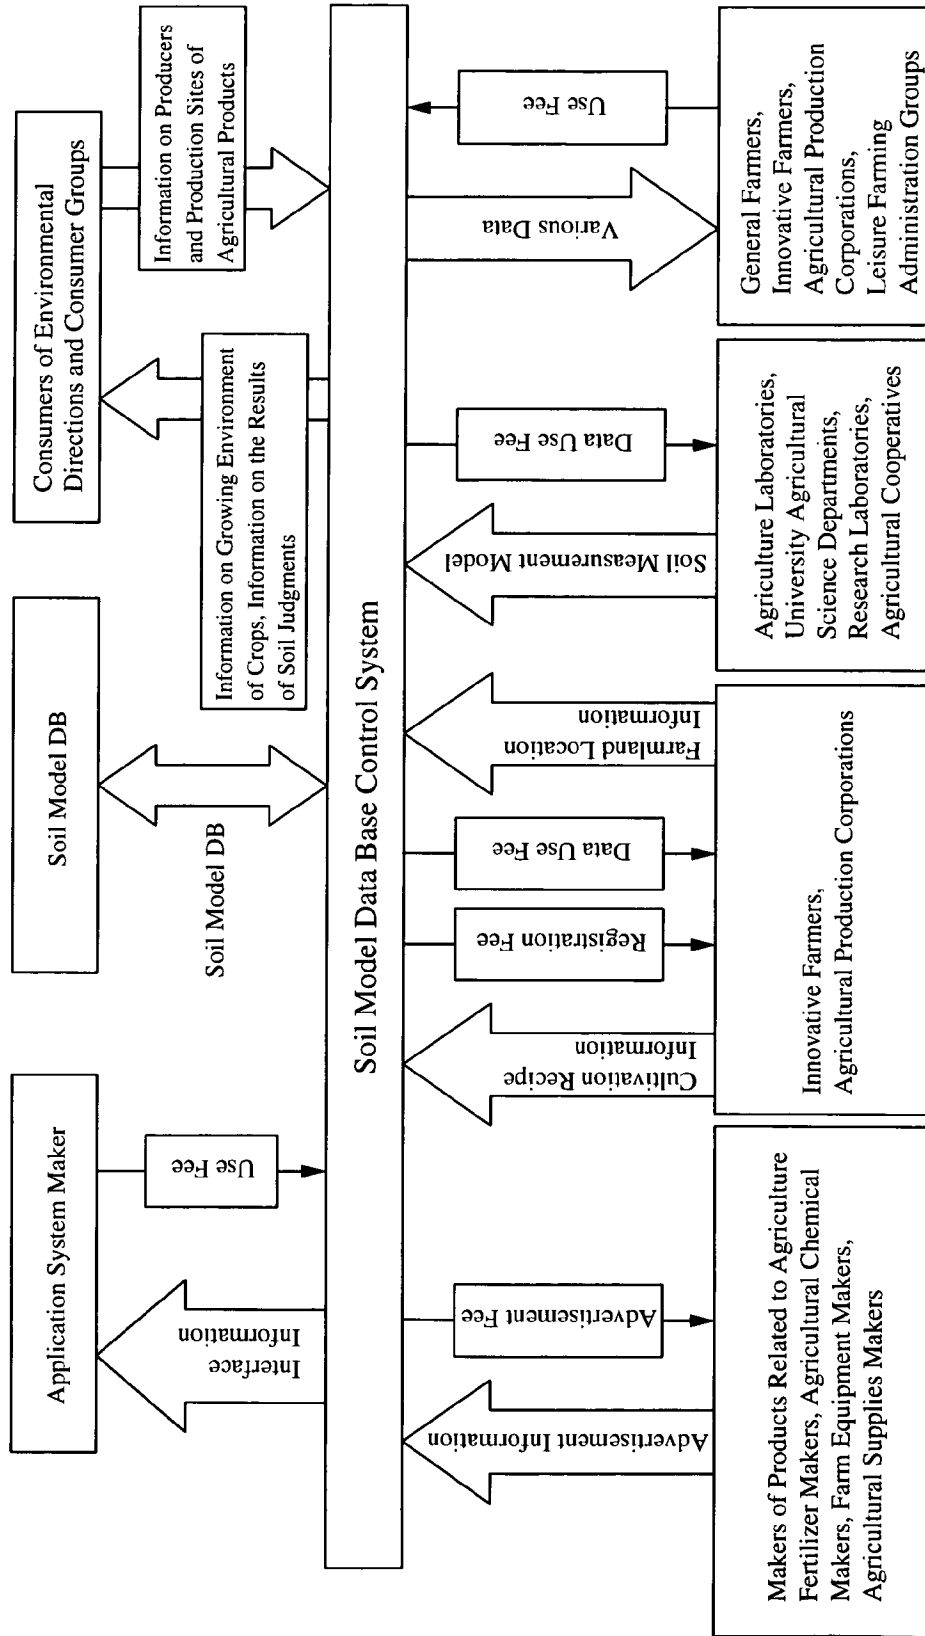 Application System Maker
Soil Model DB
Consumers of Environmental
Directions and Consumer Groups
Interface
Information
Use Fee
Soil Model DB
Information on Growing Environment
of Crops, Information on the Results
of Soil Judgments
Information on Producers
and Production Sites of
Agricultural Products
Soil Model Data Base Control System
Advertisement Information
Advertisement Fee
Cultivation Recipe
Information
Registration Fee
Data Use Fee
Farmland Location
Information
Soil Measurement Model
Data Use Fee
Various Data
Use Fee
Makers of Products Related to Agriculture
Fertilizer Makers, Agricultural Chemical
Makers, Farm Equipment Makers,
Agricultural Supplies Makers
Innovative Farmers,
Agricultural Production Corporations
Agriculture Laboratories,
University Agricultural
Science Departments,
Research Laboratories,
Agricultural Cooperatives
General Farmers,
Innovative Farmers,
Agricultural Production
Corporations,
Leisure Farming
Administration Groups